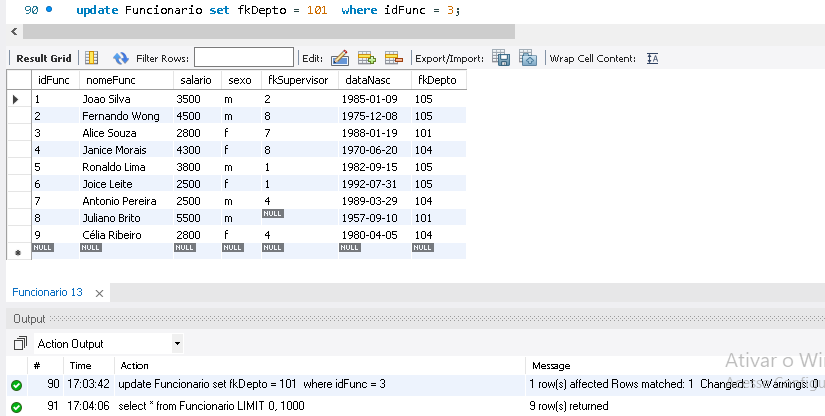 90 update Funcionario set fkDepto = 101 where idFunc = 3;
Result Grid Filter Rows: Edit: Export/Import: Wrap Cell Content:
idFunc nomeFunc salario sexo fkSupervisor dataNasc fkDepto
1 Joao Silva 3500 m 2 1985-01-09 105
2 Fernando Wong 4500 m 8 1975-12-08 105
3 Alice Souza 2800 f 7 1988-01-19 101
4 Janice Morais 4300 f 8 1970-06-20 104
5 Ronaldo Lima 3800 m 1 1982-09-15 105
6 Joice Leite 2500 f 1 1992-07-31 105
7 Antonio Pereira 2500 m 4 1989-03-29 104
8 Juliano Brito 5500 m NULL 1957-09-10 101
9 Célia Ribeiro 2800 f 4 1980-04-05 104
NULL NULL NULL NULL NULL NULL NULL
Funcionario 13
Output
Action Output
# Time Action Message
Ativar o Wi
90 17:03:42 update Funcionario set fkDepto = 101 where idFunc = 3 1 row(s) affected Rows matched: 1 Changed: 1 Warnings: 0
91 17:04:06 select * from Funcionario LIMIT 0, 1000 9 row(s) returned